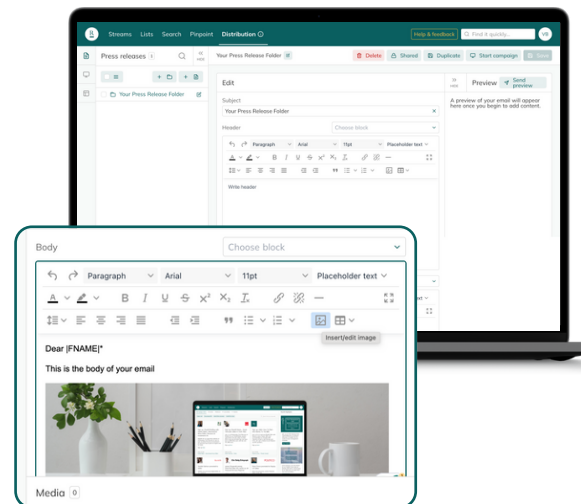 Streams Lists Search Pinpoint Distribution
Help & feedback
Find it quickly...
VR
Press releases 1
HIDE
Your Press Release Folder
Delete
Shared
Duplicate
Start campaign
Save
Your Press Release Folder
Edit
Subject
Your Press Release Folder
Header
Choose block
Paragraph Arial 11pt Placeholder text
Write header
HIDE
Preview
Send preview
A preview of your email will appear
here once you begin to add content.
Body
Choose block
Paragraph Arial 11pt Placeholder text
Insert/edit image
Dear |FNAME|*
This is the body of your email
Media 0